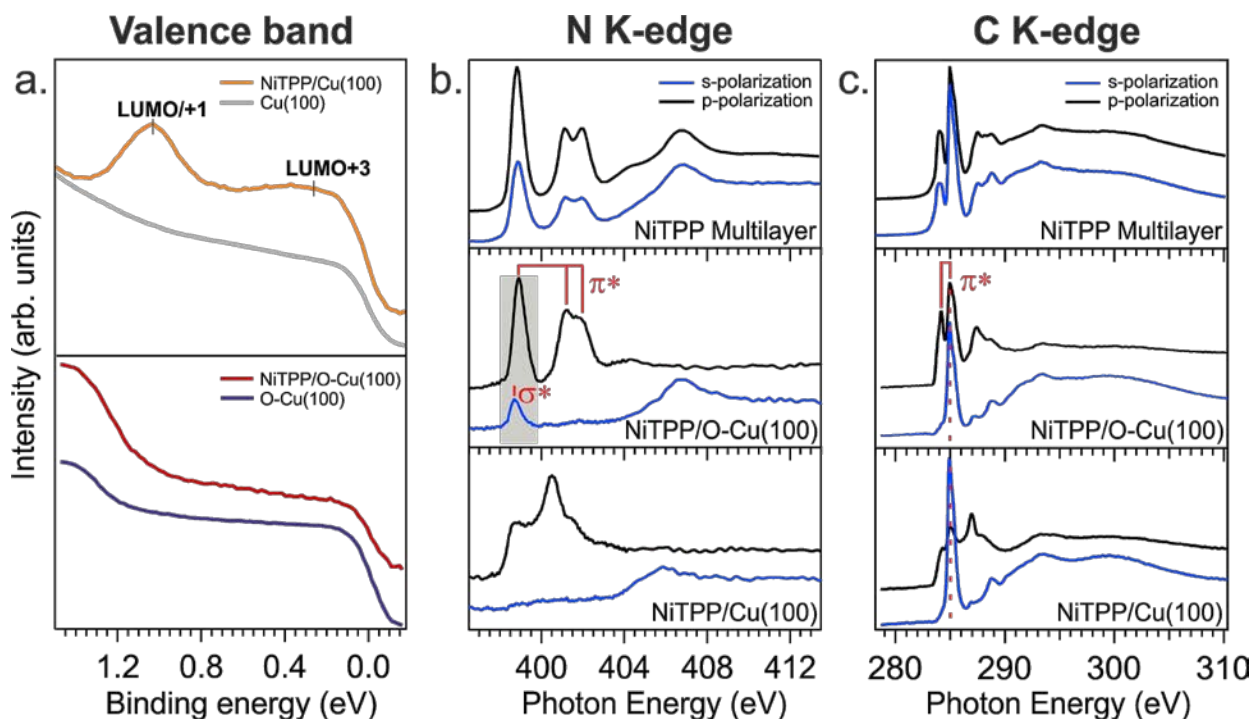 Valence band
N K-edge
C K-edge
a.
NiTPP/Cu(100)
Cu(100)
LUMO/+1
LUMO+3
NiTPP/O-Cu(100)
O-Cu(100)
Intensity (arb. units)
1.2 0.8 0.4 0.0
Binding energy (eV)
b.
s-polarization
p-polarization
NiTPP Multilayer
π*
σ*
NiTPP/O-Cu(100)
NiTPP/Cu(100)
400 404 408 412
Photon Energy (eV)
c.
s-polarization
p-polarization
NiTPP Multilayer
π*
NiTPP/O-Cu(100)
NiTPP/Cu(100)
280 290 300 310
Photon Energy (eV)